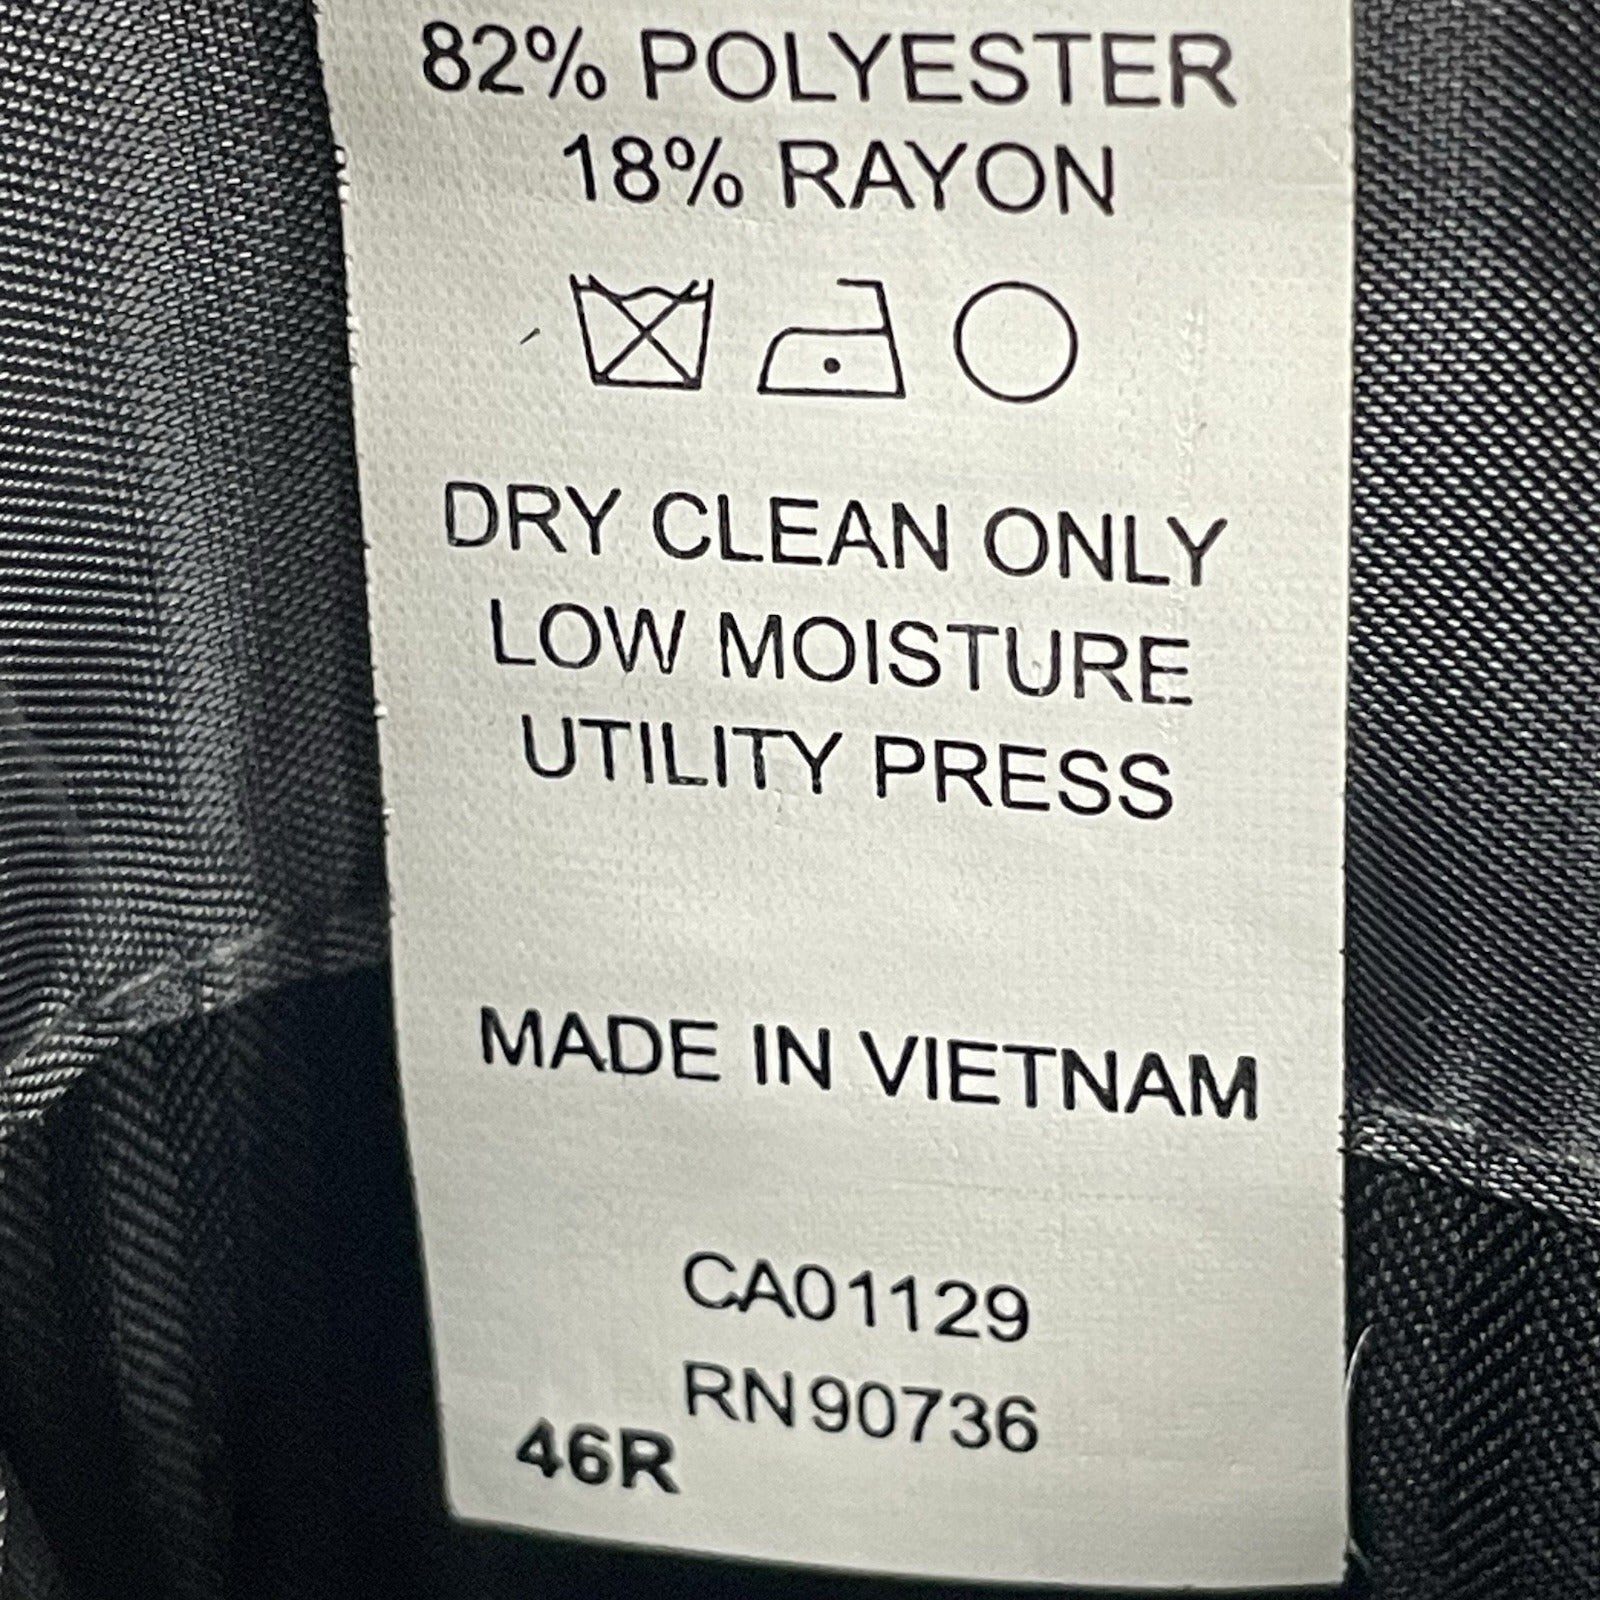 82% POLYESTER
18% RAYON
DRY CLEAN ONLY
LOW MOISTURE
UTILITY PRESS
MADE IN VIETNAM
CA01129
RN90736
46R